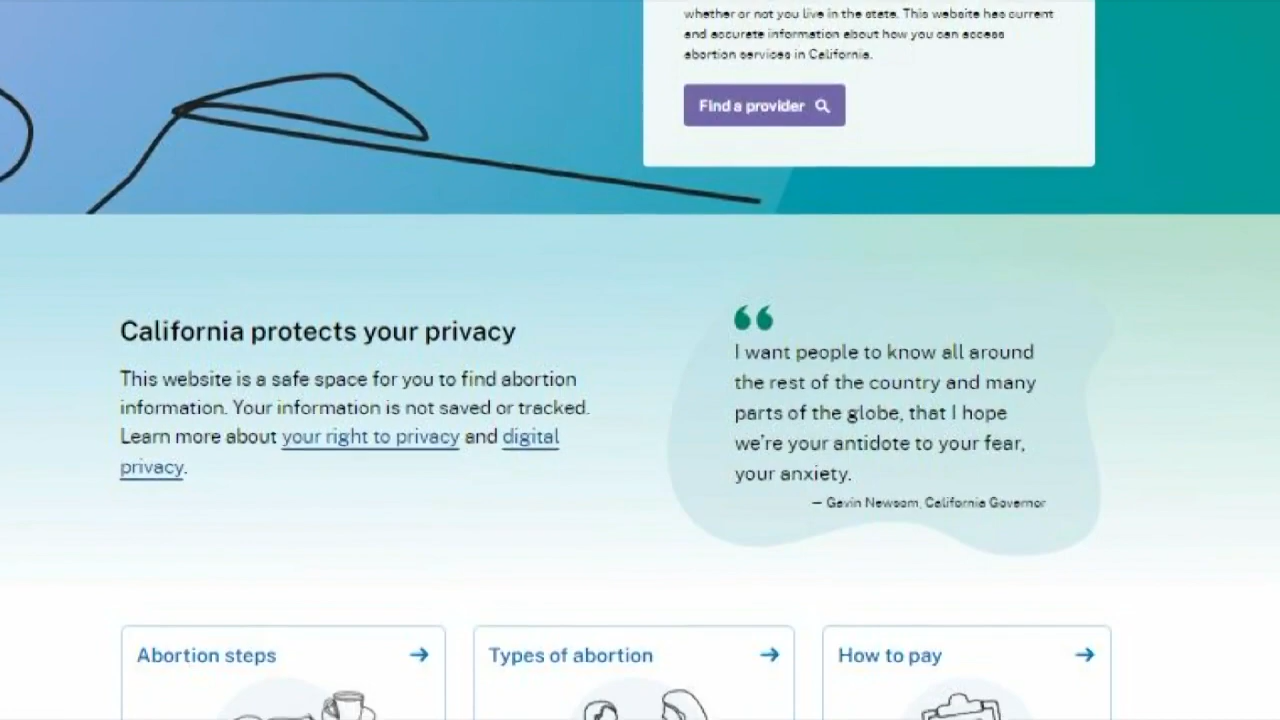 whether or not you live in the state. This website has current
and accurate information about how you can access
abortion services in California.
Find a provider
California protects your privacy
This website is a safe space for you to find abortion
information. Your information is not saved or tracked.
Learn more about your right to privacy and digital
privacy.
I want people to know all around
the rest of the country and many
parts of the globe, that I hope
we're your antidote to your fear,
your anxiety.
— Gavin Newsom, California Governor
Abortion steps
Types of abortion
How to pay